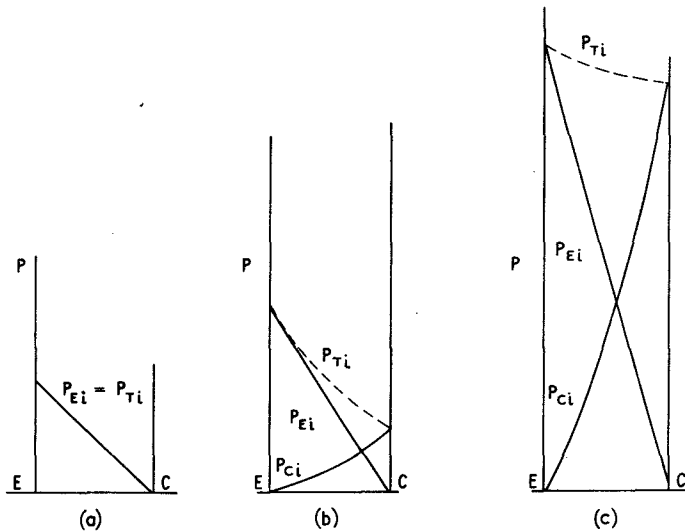 P
P_Ei = P_Ti
E
C
(a)
P
P_Ti
P_Ei
P_Ci
E
C
(b)
P_Ti
P
P_Ei
P_Ci
E
C
(c)